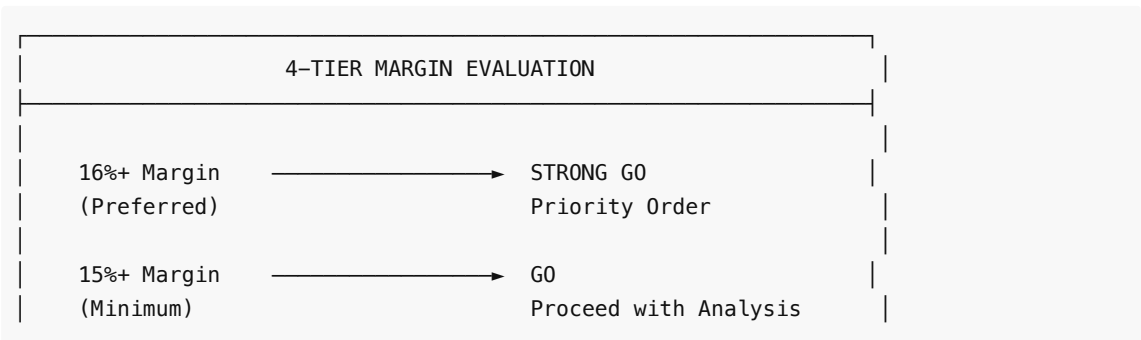 4-TIER MARGIN EVALUATION
16%+ Margin ► STRONG GO
(Preferred) Priority Order
15%+ Margin ► GO
(Minimum) Proceed with Analysis